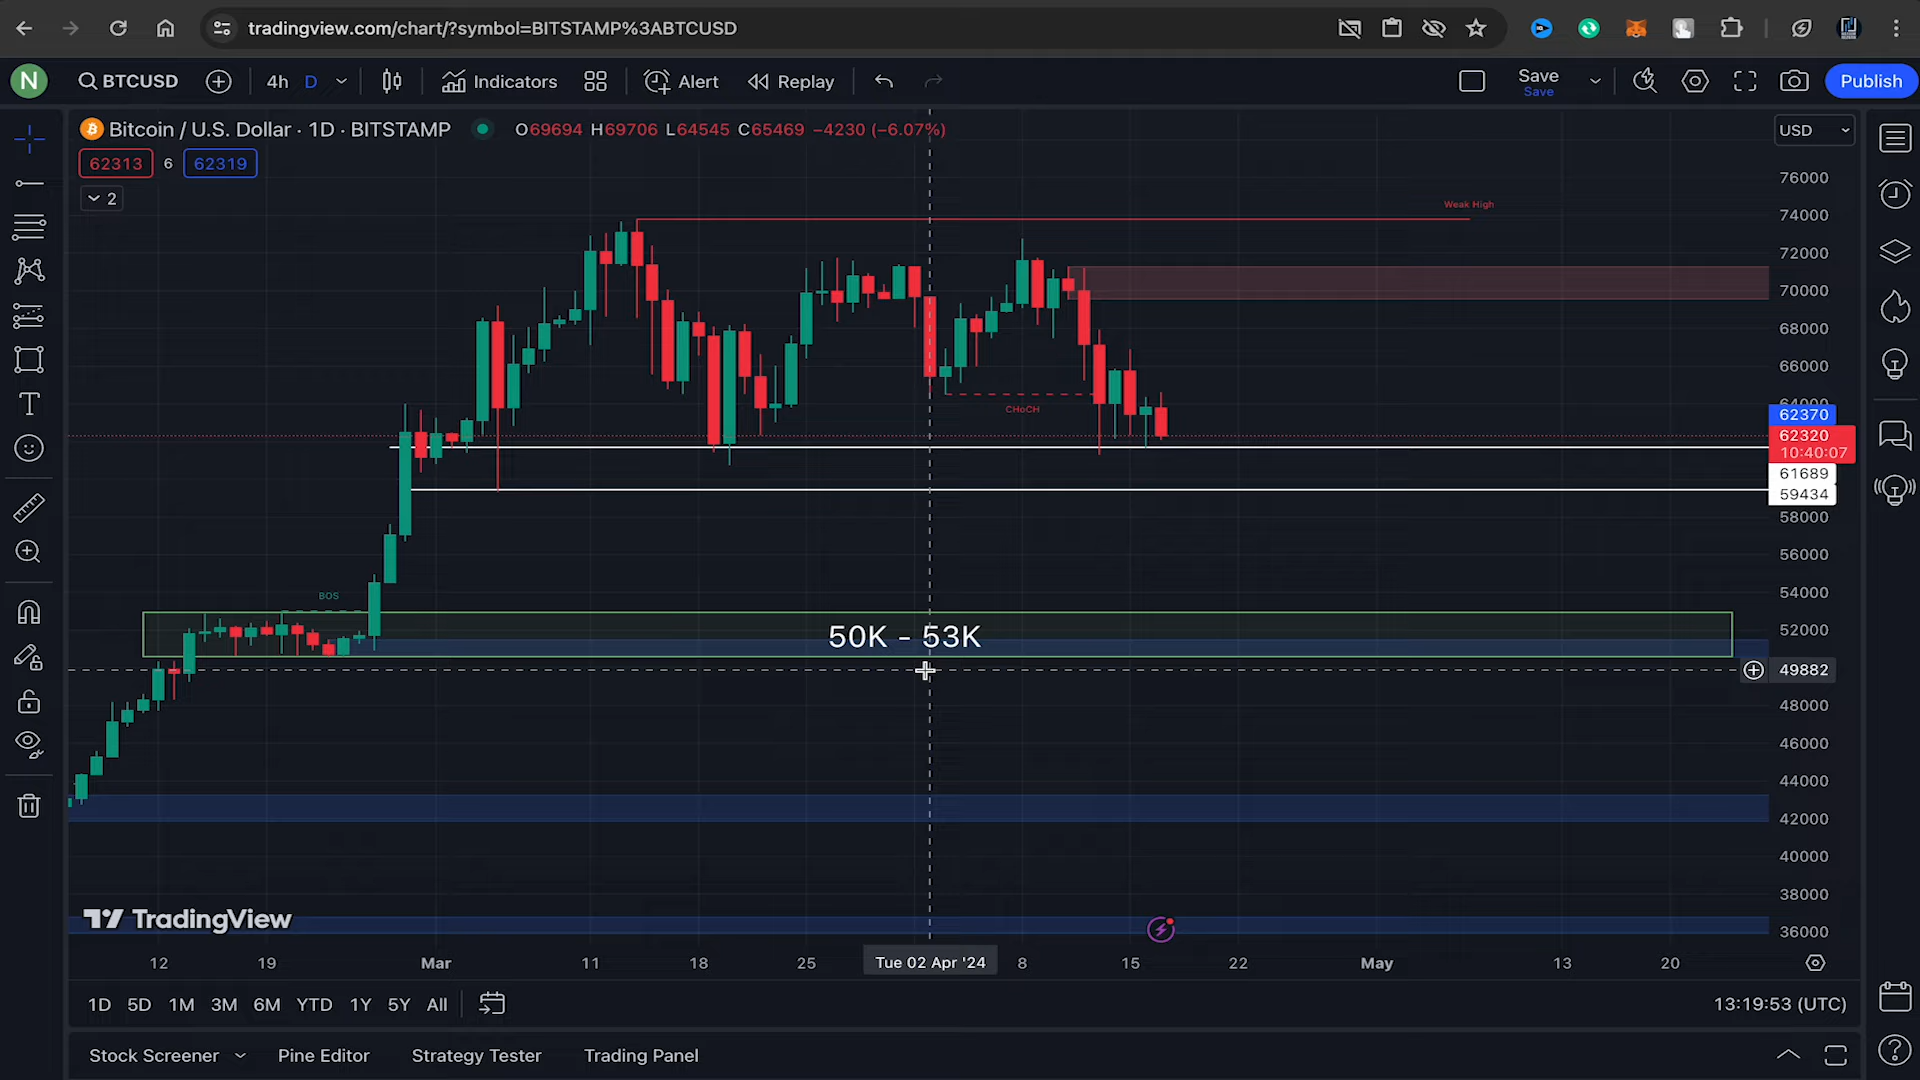 tradingview.com/chart/?symbol=BITSTAMP%3ABTCUSD
N BTCUSD 4h D Indicators Alert Replay Save Save Publish
Bitcoin / U.S. Dollar · 1D · BITSTAMP O69694 H69706 L64545 C65469 −4230 (−6.07%) USD
62313 6 62319
2
76000
Weak High
74000
72000
70000
68000
66000
64000
CHoCH
62370
62320
10:40:07
61689
59434
58000
56000
54000
BOS
52000
50K - 53K
49882
48000
46000
44000
42000
40000
38000
TradingView
36000
12 19 Mar 11 18 25 Tue 02 Apr '24 8 15 22 May 13 20
1D 5D 1M 3M 6M YTD 1Y 5Y All 13:19:53 (UTC)
Stock Screener Pine Editor Strategy Tester Trading Panel